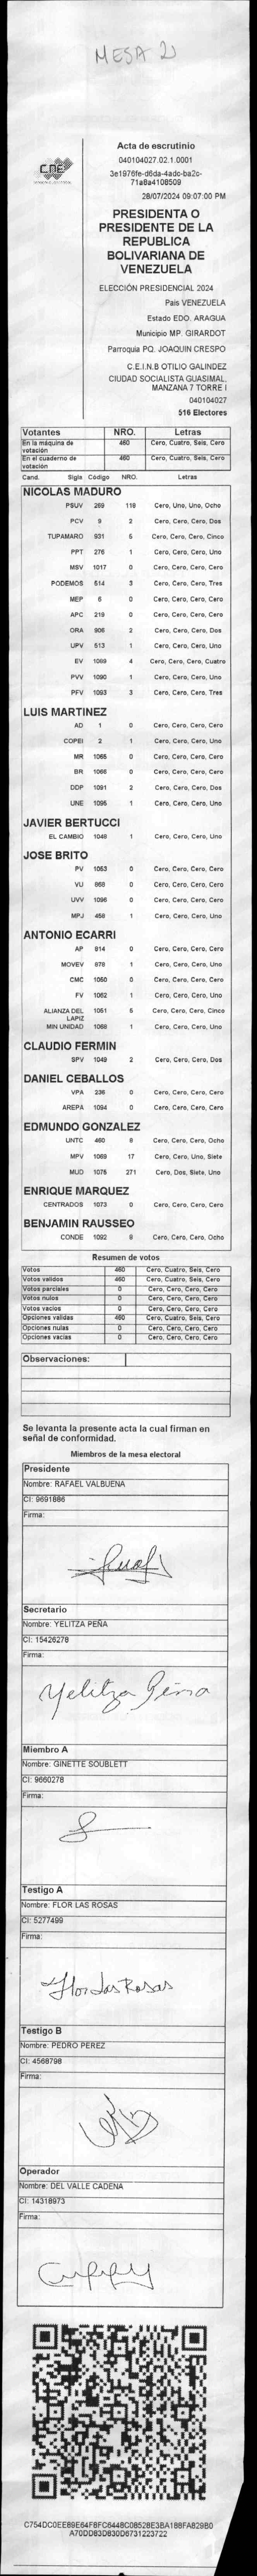 MESA 2
CNE
Acta de escrutinio
040104027.02.1.0001
3e1976fe-d6da-4adc-ba2c-
71a8a4108509
28/07/2024 09:07:00 PM
PRESIDENTA O
PRESIDENTE DE LA
REPUBLICA
BOLIVARIANA DE
VENEZUELA
ELECCIÓN PRESIDENCIAL 2024
País VENEZUELA
Estado EDO. ARAGUA
Municipio MP. GIRARDOT
Parroquia PQ. JOAQUIN CRESPO
C.E.I.N.B OTILIO GALINDEZ
CIUDAD SOCIALISTA GUASIMAL,
MANZANA 7 TORRE I
040104027
516 Electores
Votantes NRO. Letras
En la máquina de votación 460 Cero, Cuatro, Seis, Cero
En el cuaderno de votación 460 Cero, Cuatro, Seis, Cero
Cand. Sigla Código NRO. Letras
NICOLAS MADURO
PSUV 269 118 Cero, Uno, Uno, Ocho
PCV 9 2 Cero, Cero, Cero, Dos
TUPAMARO 931 5 Cero, Cero, Cero, Cinco
PPT 276 1 Cero, Cero, Cero, Uno
MSV 1017 0 Cero, Cero, Cero, Cero
PODEMOS 514 3 Cero, Cero, Cero, Tres
MEP 6 0 Cero, Cero, Cero, Cero
APC 219 0 Cero, Cero, Cero, Cero
ORA 906 2 Cero, Cero, Cero, Dos
UPV 513 1 Cero, Cero, Cero, Uno
EV 1089 4 Cero, Cero, Cero, Cuatro
PVV 1090 1 Cero, Cero, Cero, Uno
PFV 1093 3 Cero, Cero, Cero, Tres
LUIS MARTINEZ
AD 1 0 Cero, Cero, Cero, Cero
COPEI 2 1 Cero, Cero, Cero, Uno
MR 1065 0 Cero, Cero, Cero, Cero
BR 1066 0 Cero, Cero, Cero, Cero
DDP 1091 2 Cero, Cero, Cero, Dos
UNE 1095 1 Cero, Cero, Cero, Uno
JAVIER BERTUCCI
EL CAMBIO 1048 1 Cero, Cero, Cero, Uno
JOSE BRITO
PV 1053 0 Cero, Cero, Cero, Cero
VU 868 0 Cero, Cero, Cero, Cero
UVV 1096 0 Cero, Cero, Cero, Cero
MPJ 458 1 Cero, Cero, Cero, Uno
ANTONIO ECARRI
AP 814 0 Cero, Cero, Cero, Cero
MOVEV 878 1 Cero, Cero, Cero, Uno
CMC 1050 0 Cero, Cero, Cero, Cero
FV 1062 1 Cero, Cero, Cero, Uno
ALIANZA DEL LAPIZ 1051 5 Cero, Cero, Cero, Cinco
MIN UNIDAD 1068 1 Cero, Cero, Cero, Uno
CLAUDIO FERMIN
SPV 1049 2 Cero, Cero, Cero, Dos
DANIEL CEBALLOS
VPA 236 0 Cero, Cero, Cero, Cero
AREPA 1094 0 Cero, Cero, Cero, Cero
EDMUNDO GONZALEZ
UNTC 460 8 Cero, Cero, Cero, Ocho
MPV 1069 17 Cero, Cero, Uno, Siete
MUD 1075 271 Cero, Dos, Siete, Uno
ENRIQUE MARQUEZ
CENTRADOS 1073 0 Cero, Cero, Cero, Cero
BENJAMIN RAUSSEO
CONDE 1092 8 Cero, Cero, Cero, Ocho
Resumen de votos
Votos 460 Cero, Cuatro, Seis, Cero
Votos validos 460 Cero, Cuatro, Seis, Cero
Votos parciales 0 Cero, Cero, Cero, Cero
Votos nulos 0 Cero, Cero, Cero, Cero
Votos vacios 0 Cero, Cero, Cero, Cero
Opciones validas 460 Cero, Cuatro, Seis, Cero
Opciones nulas 0 Cero, Cero, Cero, Cero
Opciones vacias 0 Cero, Cero, Cero, Cero
Observaciones:
Se levanta la presente acta la cual firman en
señal de conformidad.
Miembros de la mesa electoral
Presidente
Nombre: RAFAEL VALBUENA
CI: 9691886
Firma:
Secretario
Nombre: YELITZA PEÑA
CI: 15426278
Firma:
Yelitza Peña
Miembro A
Nombre: GINETTE SOUBLETT
CI: 9660278
Firma:
Testigo A
Nombre: FLOR LAS ROSAS
CI: 5277499
Firma:
Flor Las Rosas
Testigo B
Nombre: PEDRO PEREZ
CI: 4568798
Firma:
Operador
Nombre: DEL VALLE CADENA
CI: 14318973
Firma:
C754DC0EE89E64F8FC6448C08528E3BA188FA829B0
A70DD83D830D6731223722